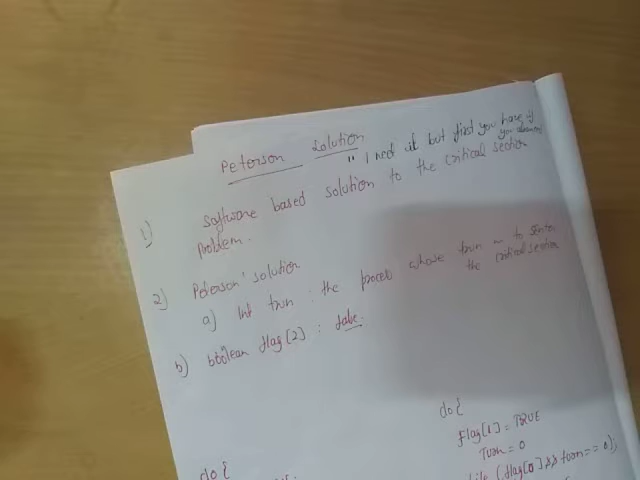 Peterson Solution
" I need it but first you have if you
1) Software based solution to the critical section
problem.
2) Peterson' solution
a) Int turn : the process whose turn ~ to enter
the critical section
b) boolean flag[2] : false.
do {
Flag[1] = TRUE
Turn = 0
(flag[0] && turn == 0);
do {